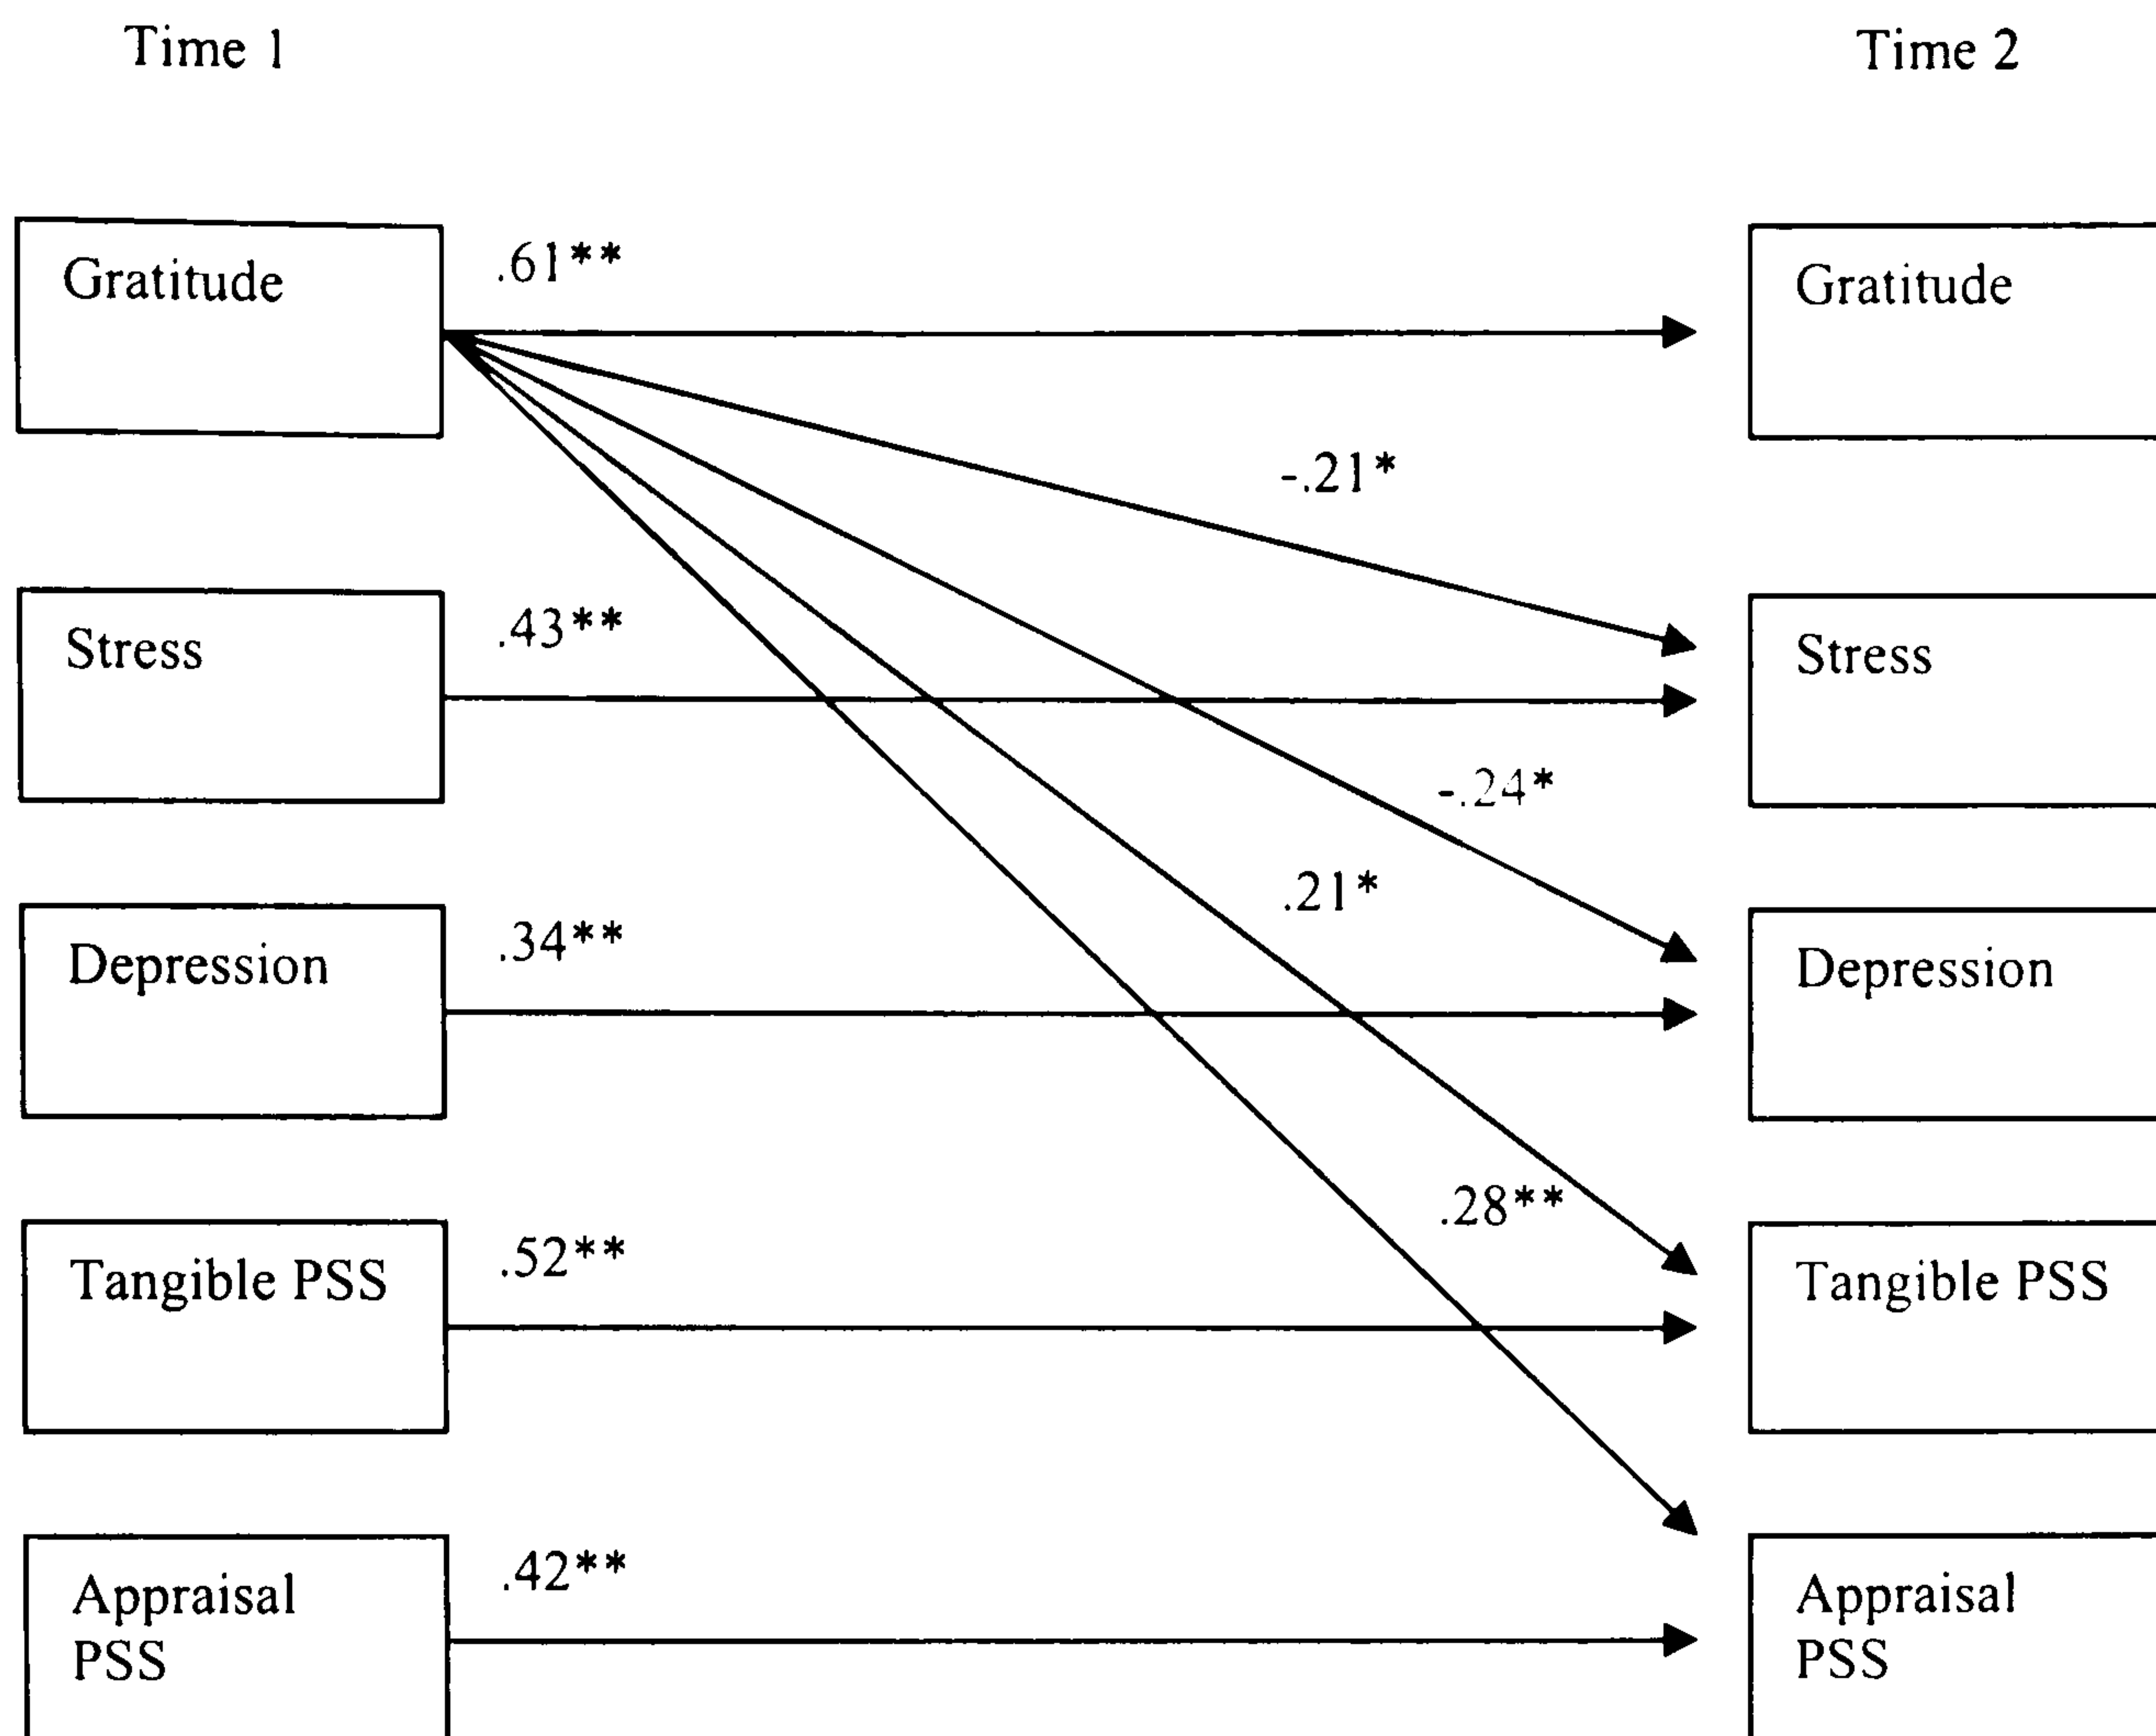 Time 1
Time 2
Gratitude
.61**
Gratitude
-.21*
Stress
.43**
Stress
-.24*
.21*
Depression
.34**
Depression
.28**
Tangible PSS
.52**
Tangible PSS
Appraisal
PSS
.42**
Appraisal
PSS